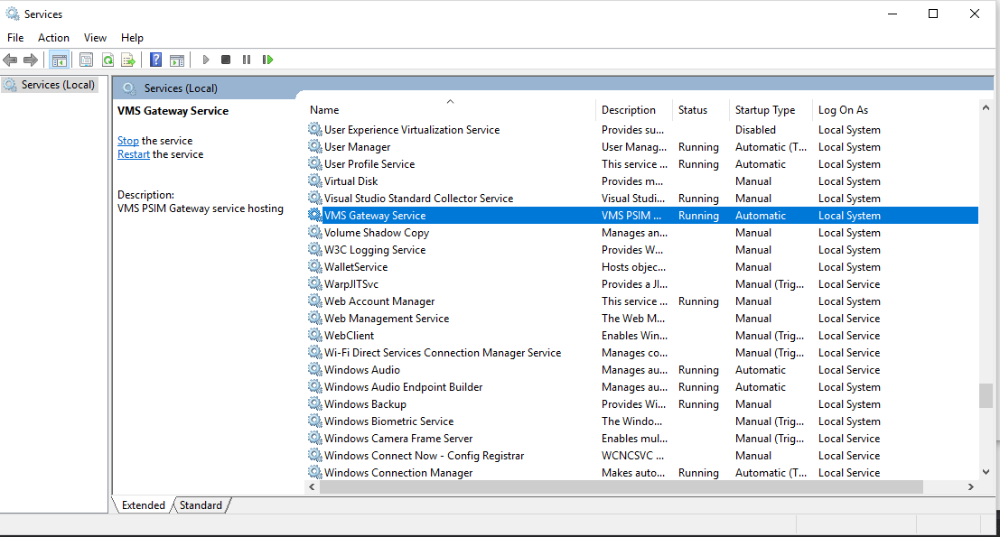 Services
File Action View Help
Services (Local)
Services (Local)
VMS Gateway Service
Stop the service
Restart the service
Description:
VMS PSIM Gateway service hosting
Name Description Status Startup Type Log On As
User Experience Virtualization Service Provides su... Disabled Local System
User Manager User Manag... Running Automatic (T... Local System
User Profile Service This service ... Running Automatic Local System
Virtual Disk Provides m... Manual Local System
Visual Studio Standard Collector Service Visual Studi... Running Manual Local System
VMS Gateway Service VMS PSIM ... Running Automatic Local System
Volume Shadow Copy Manages an... Manual Local System
W3C Logging Service Provides W... Manual Local System
WalletService Hosts objec... Manual Local System
WarpJITSvc Provides a JI... Manual (Trig... Local Service
Web Account Manager This service ... Running Manual Local System
Web Management Service The Web M... Manual Local Service
WebClient Enables Win... Manual (Trig... Local Service
Wi-Fi Direct Services Connection Manager Service Manages co... Manual (Trig... Local Service
Windows Audio Manages au... Running Automatic Local Service
Windows Audio Endpoint Builder Manages au... Running Automatic Local System
Windows Backup Provides Wi... Running Manual Local System
Windows Biometric Service The Windo... Manual (Trig... Local System
Windows Camera Frame Server Enables mul... Manual (Trig... Local Service
Windows Connect Now - Config Registrar WCNCSVC ... Manual Local Service
Windows Connection Manager Makes auto... Running Automatic (T... Local Service
Extended Standard